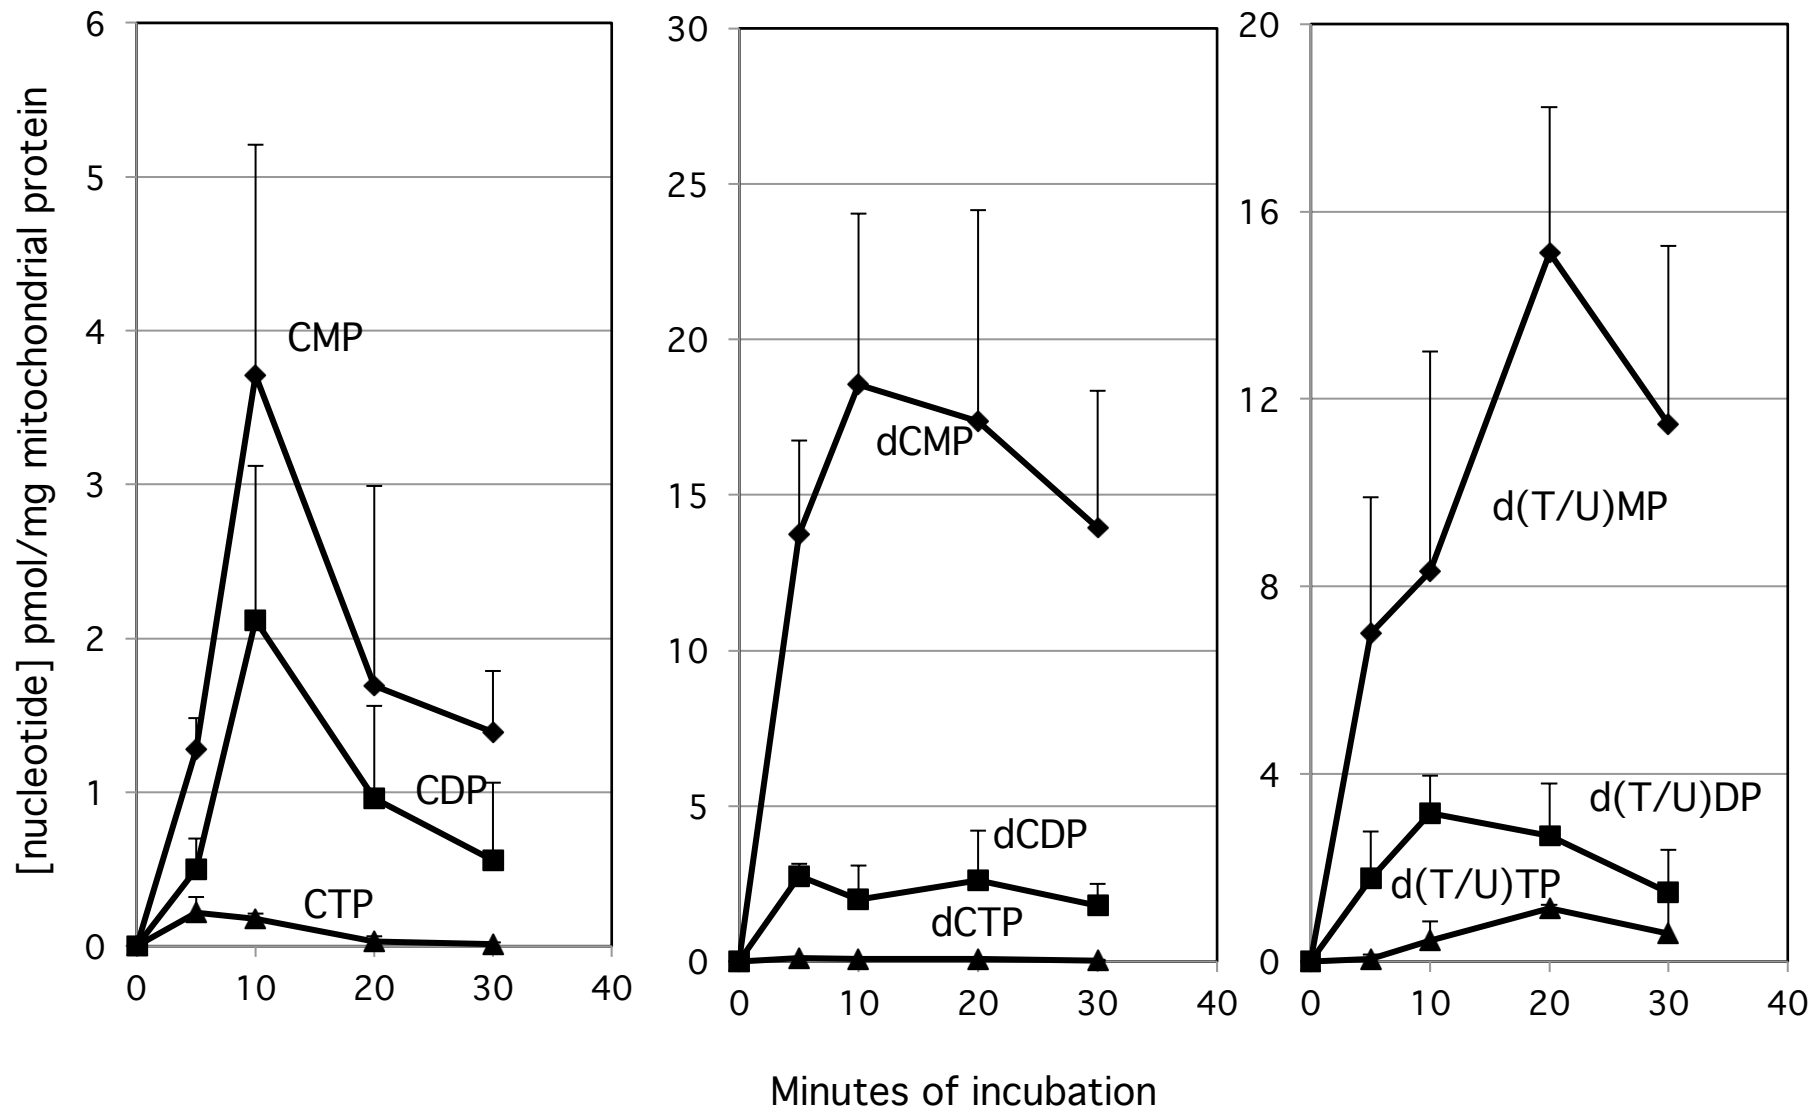 [nucleotide] pmol/mg mitochondrial protein
6
5
4
3
2
1
0
0 10 20 30 40
CMP
CDP
CTP
30
25
20
15
10
5
0
0 10 20 30 40
dCMP
dCDP
dCTP
20
16
12
8
4
0
0 10 20 30 40
d(T/U)MP
d(T/U)DP
d(T/U)TP
Minutes of incubation